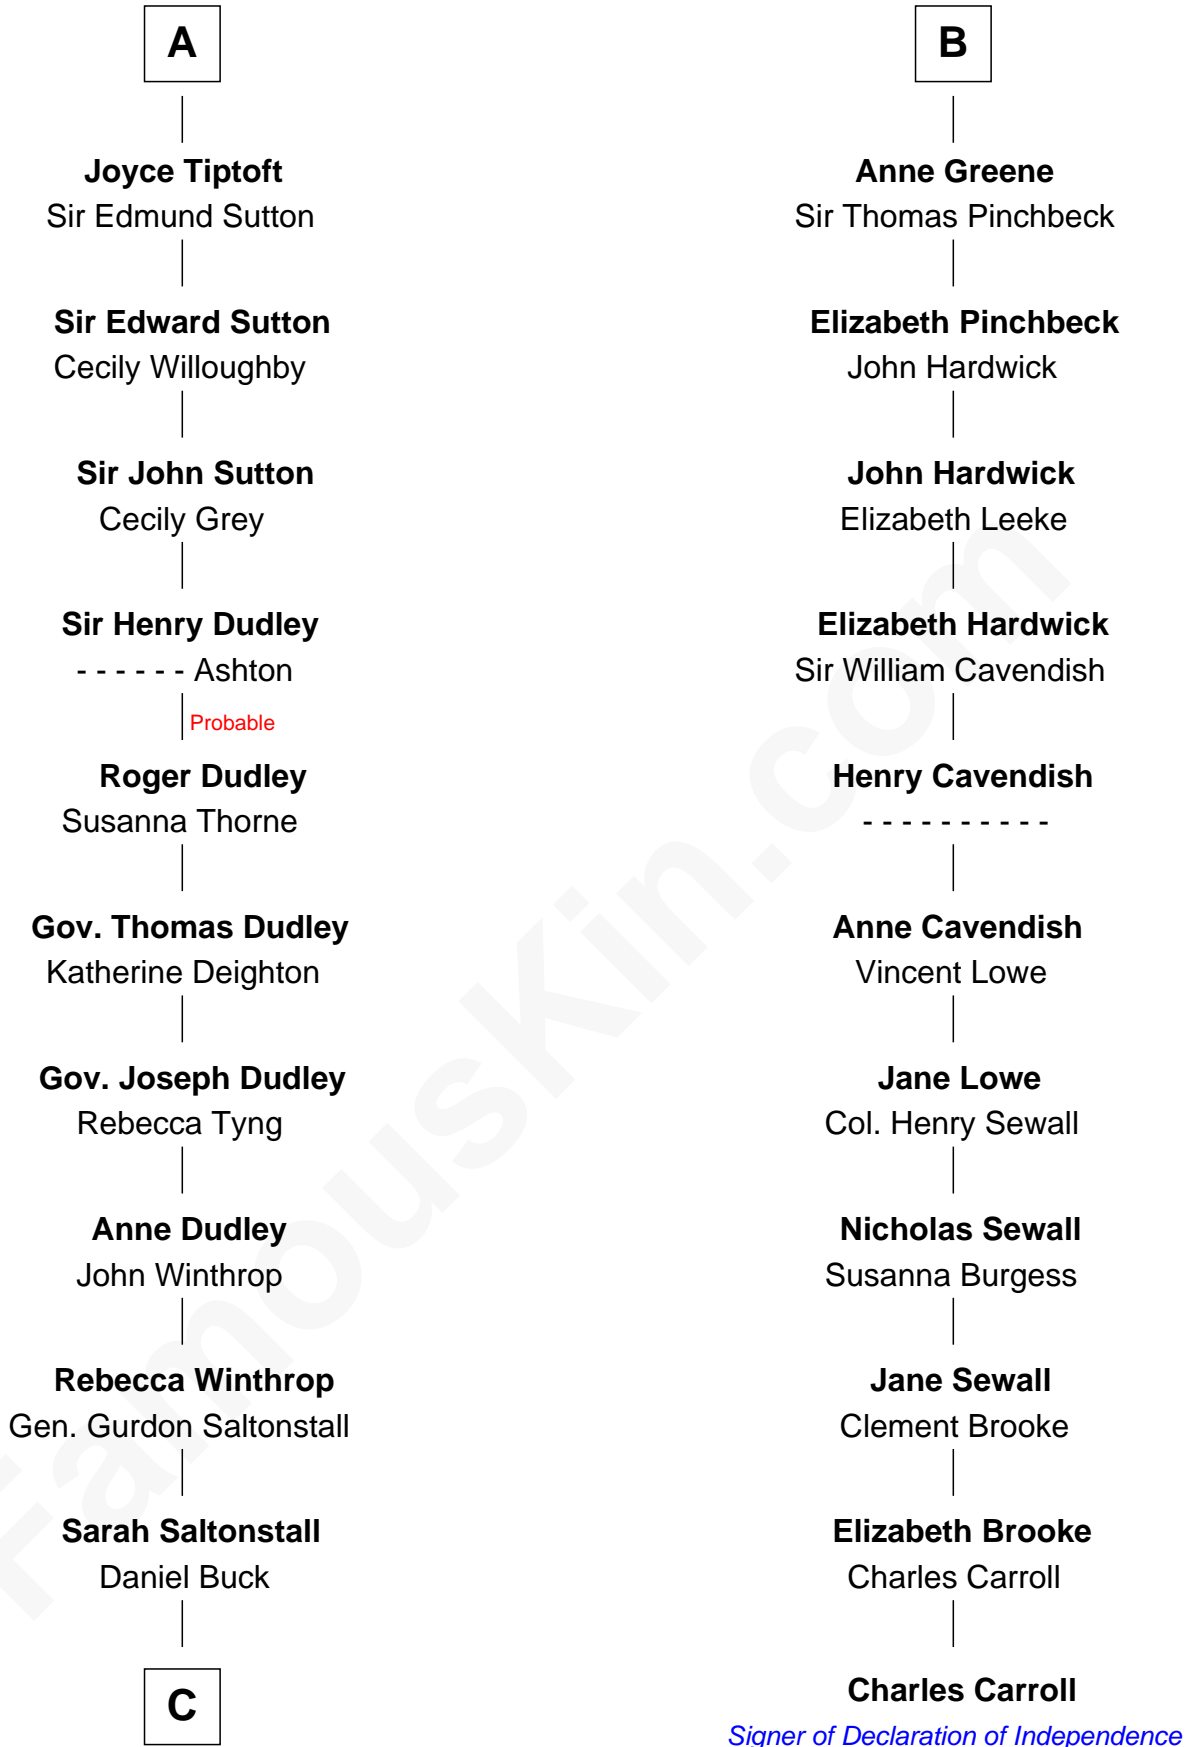 A
Joyce Tiptoft
Sir Edmund Sutton
Sir Edward Sutton
Cecily Willoughby
Sir John Sutton
Cecily Grey
Sir Henry Dudley
- - - - - - Ashton
Probable
Roger Dudley
Susanna Thorne
Gov. Thomas Dudley
Katherine Deighton
Gov. Joseph Dudley
Rebecca Tyng
Anne Dudley
John Winthrop
Rebecca Winthrop
Gen. Gurdon Saltonstall
Sarah Saltonstall
Daniel Buck
C
B
Anne Greene
Sir Thomas Pinchbeck
Elizabeth Pinchbeck
John Hardwick
John Hardwick
Elizabeth Leeke
Elizabeth Hardwick
Sir William Cavendish
Henry Cavendish
- - - - - - - - - -
Anne Cavendish
Vincent Lowe
Jane Lowe
Col. Henry Sewall
Nicholas Sewall
Susanna Burgess
Jane Sewall
Clement Brooke
Elizabeth Brooke
Charles Carroll
Charles Carroll
Signer of Declaration of Independence
FamousKin.com